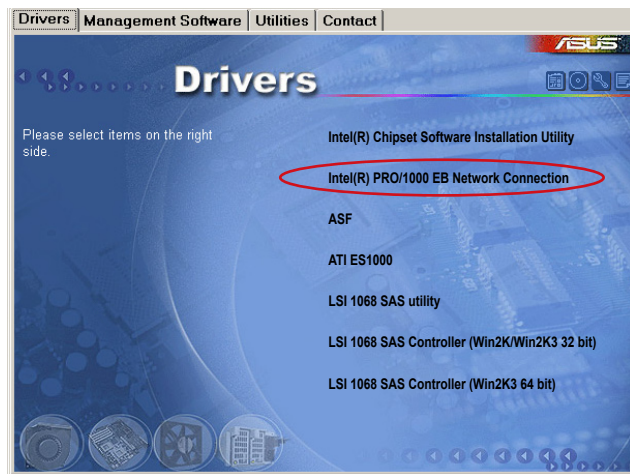 Drivers Management Software Utilities Contact
ASUS
Drivers
Please select items on the right
side.
Intel(R) Chipset Software Installation Utility
Intel(R) PRO/1000 EB Network Connection
ASF
ATI ES1000
LSI 1068 SAS utility
LSI 1068 SAS Controller (Win2K/Win2K3 32 bit)
LSI 1068 SAS Controller (Win2K3 64 bit)